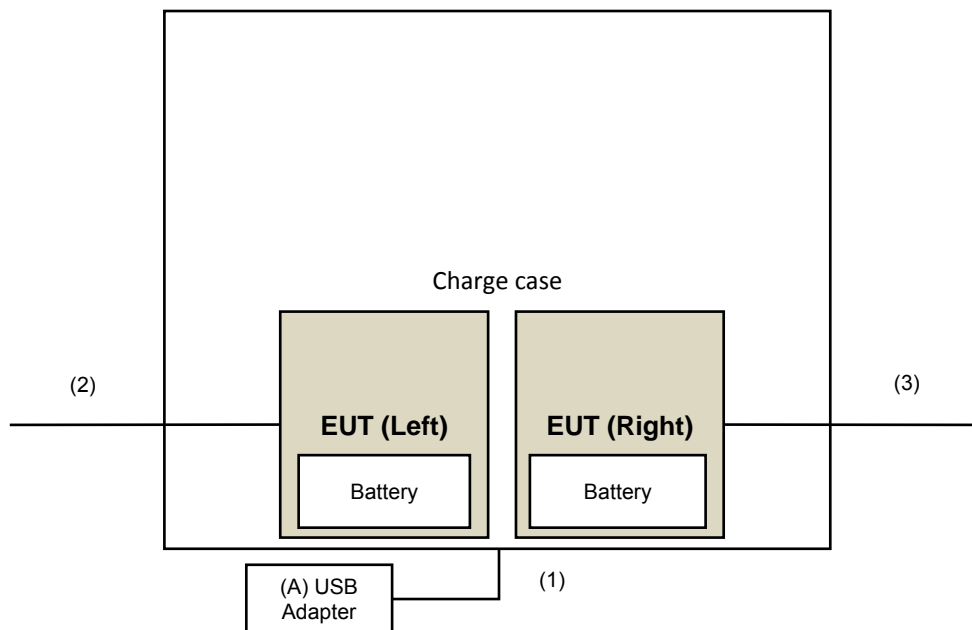 Charge case
(2)
(3)
EUT (Left)
EUT (Right)
Battery
Battery
(A) USB
Adapter
(1)